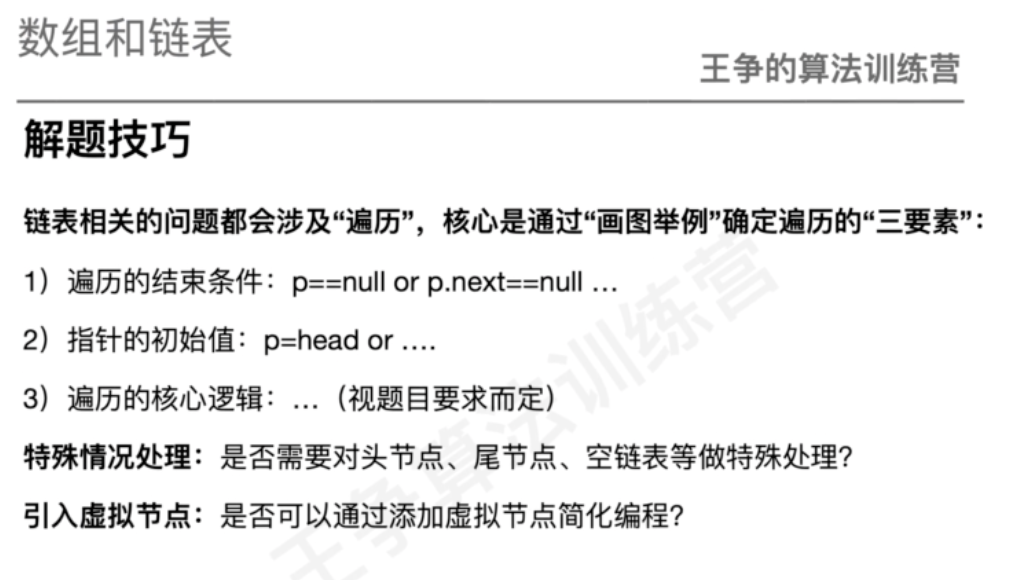 数组和链表
王争的算法训练营
解题技巧
链表相关的问题都会涉及“遍历”，核心是通过“画图举例”确定遍历的“三要素”：
1）遍历的结束条件：p==null or p.next==null …
2）指针的初始值：p=head or ….
3）遍历的核心逻辑：…（视题目要求而定）
特殊情况处理：是否需要对头节点、尾节点、空链表等做特殊处理？
引入虚拟节点：是否可以通过添加虚拟节点简化编程？
王争算法训练营